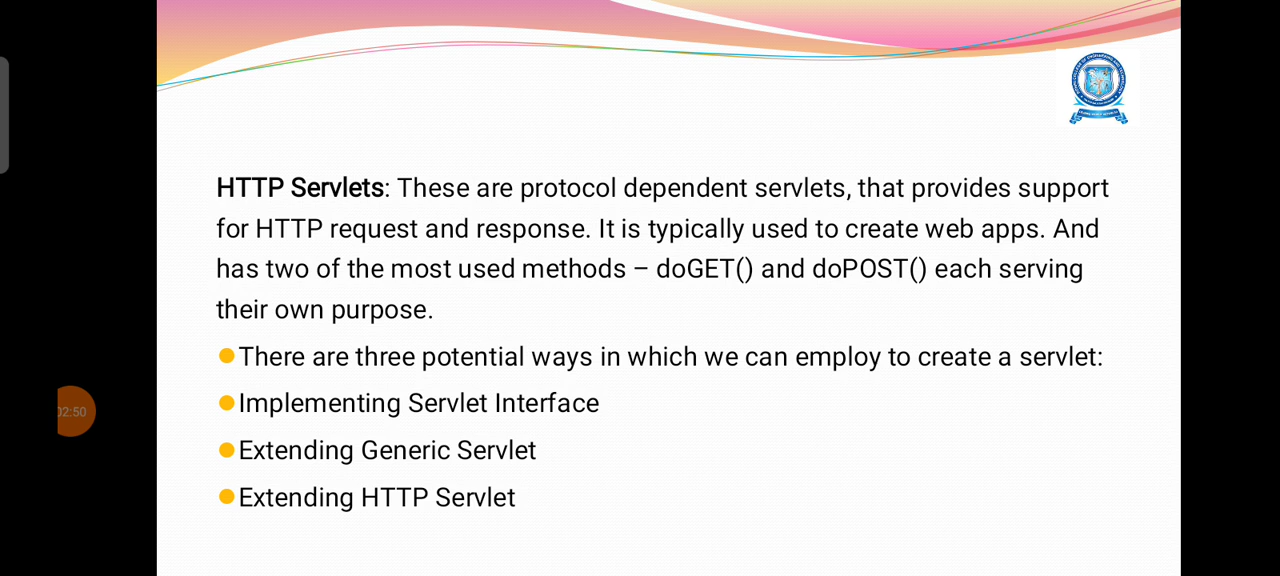 HTTP Servlets: These are protocol dependent servlets, that provides support
for HTTP request and response. It is typically used to create web apps. And
has two of the most used methods – doGET() and doPOST() each serving
their own purpose.
There are three potential ways in which we can employ to create a servlet:
Implementing Servlet Interface
Extending Generic Servlet
Extending HTTP Servlet
02:50